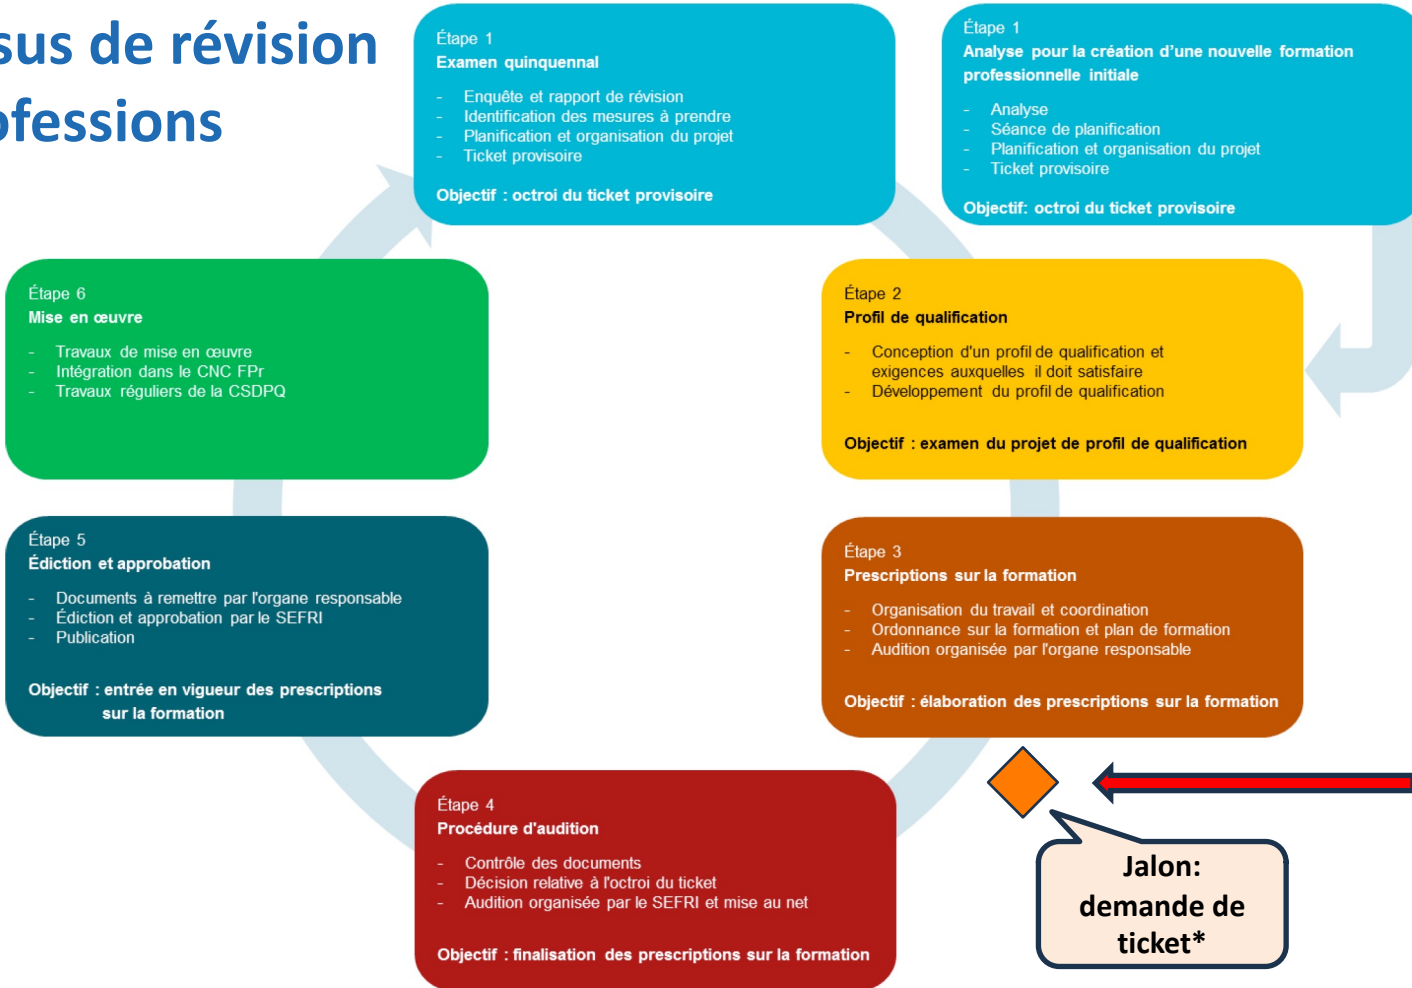 sus de révision
ofessions
Étape 1
Examen quinquennal
- Enquête et rapport de révision
- Identification des mesures à prendre
- Planification et organisation du projet
- Ticket provisoire
Objectif : octroi du ticket provisoire
Étape 1
Analyse pour la création d'une nouvelle formation
professionnelle initiale
- Analyse
- Séance de planification
- Planification et organisation du projet
- Ticket provisoire
Objectif: octroi du ticket provisoire
Étape 2
Profil de qualification
- Conception d'un profil de qualification et
exigences auxquelles il doit satisfaire
- Développement du profil de qualification
Objectif : examen du projet de profil de qualification
Étape 3
Prescriptions sur la formation
- Organisation du travail et coordination
- Ordonnance sur la formation et plan de formation
- Audition organisée par l'organe responsable
Objectif : élaboration des prescriptions sur la formation
Jalon:
demande de
ticket*
Étape 4
Procédure d'audition
- Contrôle des documents
- Décision relative à l'octroi du ticket
- Audition organisée par le SEFRI et mise au net
Objectif : finalisation des prescriptions sur la formation
Étape 5
Édiction et approbation
- Documents à remettre par l'organe responsable
- Édiction et approbation par le SEFRI
- Publication
Objectif : entrée en vigueur des prescriptions
sur la formation
Étape 6
Mise en œuvre
- Travaux de mise en œuvre
- Intégration dans le CNC FPr
- Travaux réguliers de la CSDPQ